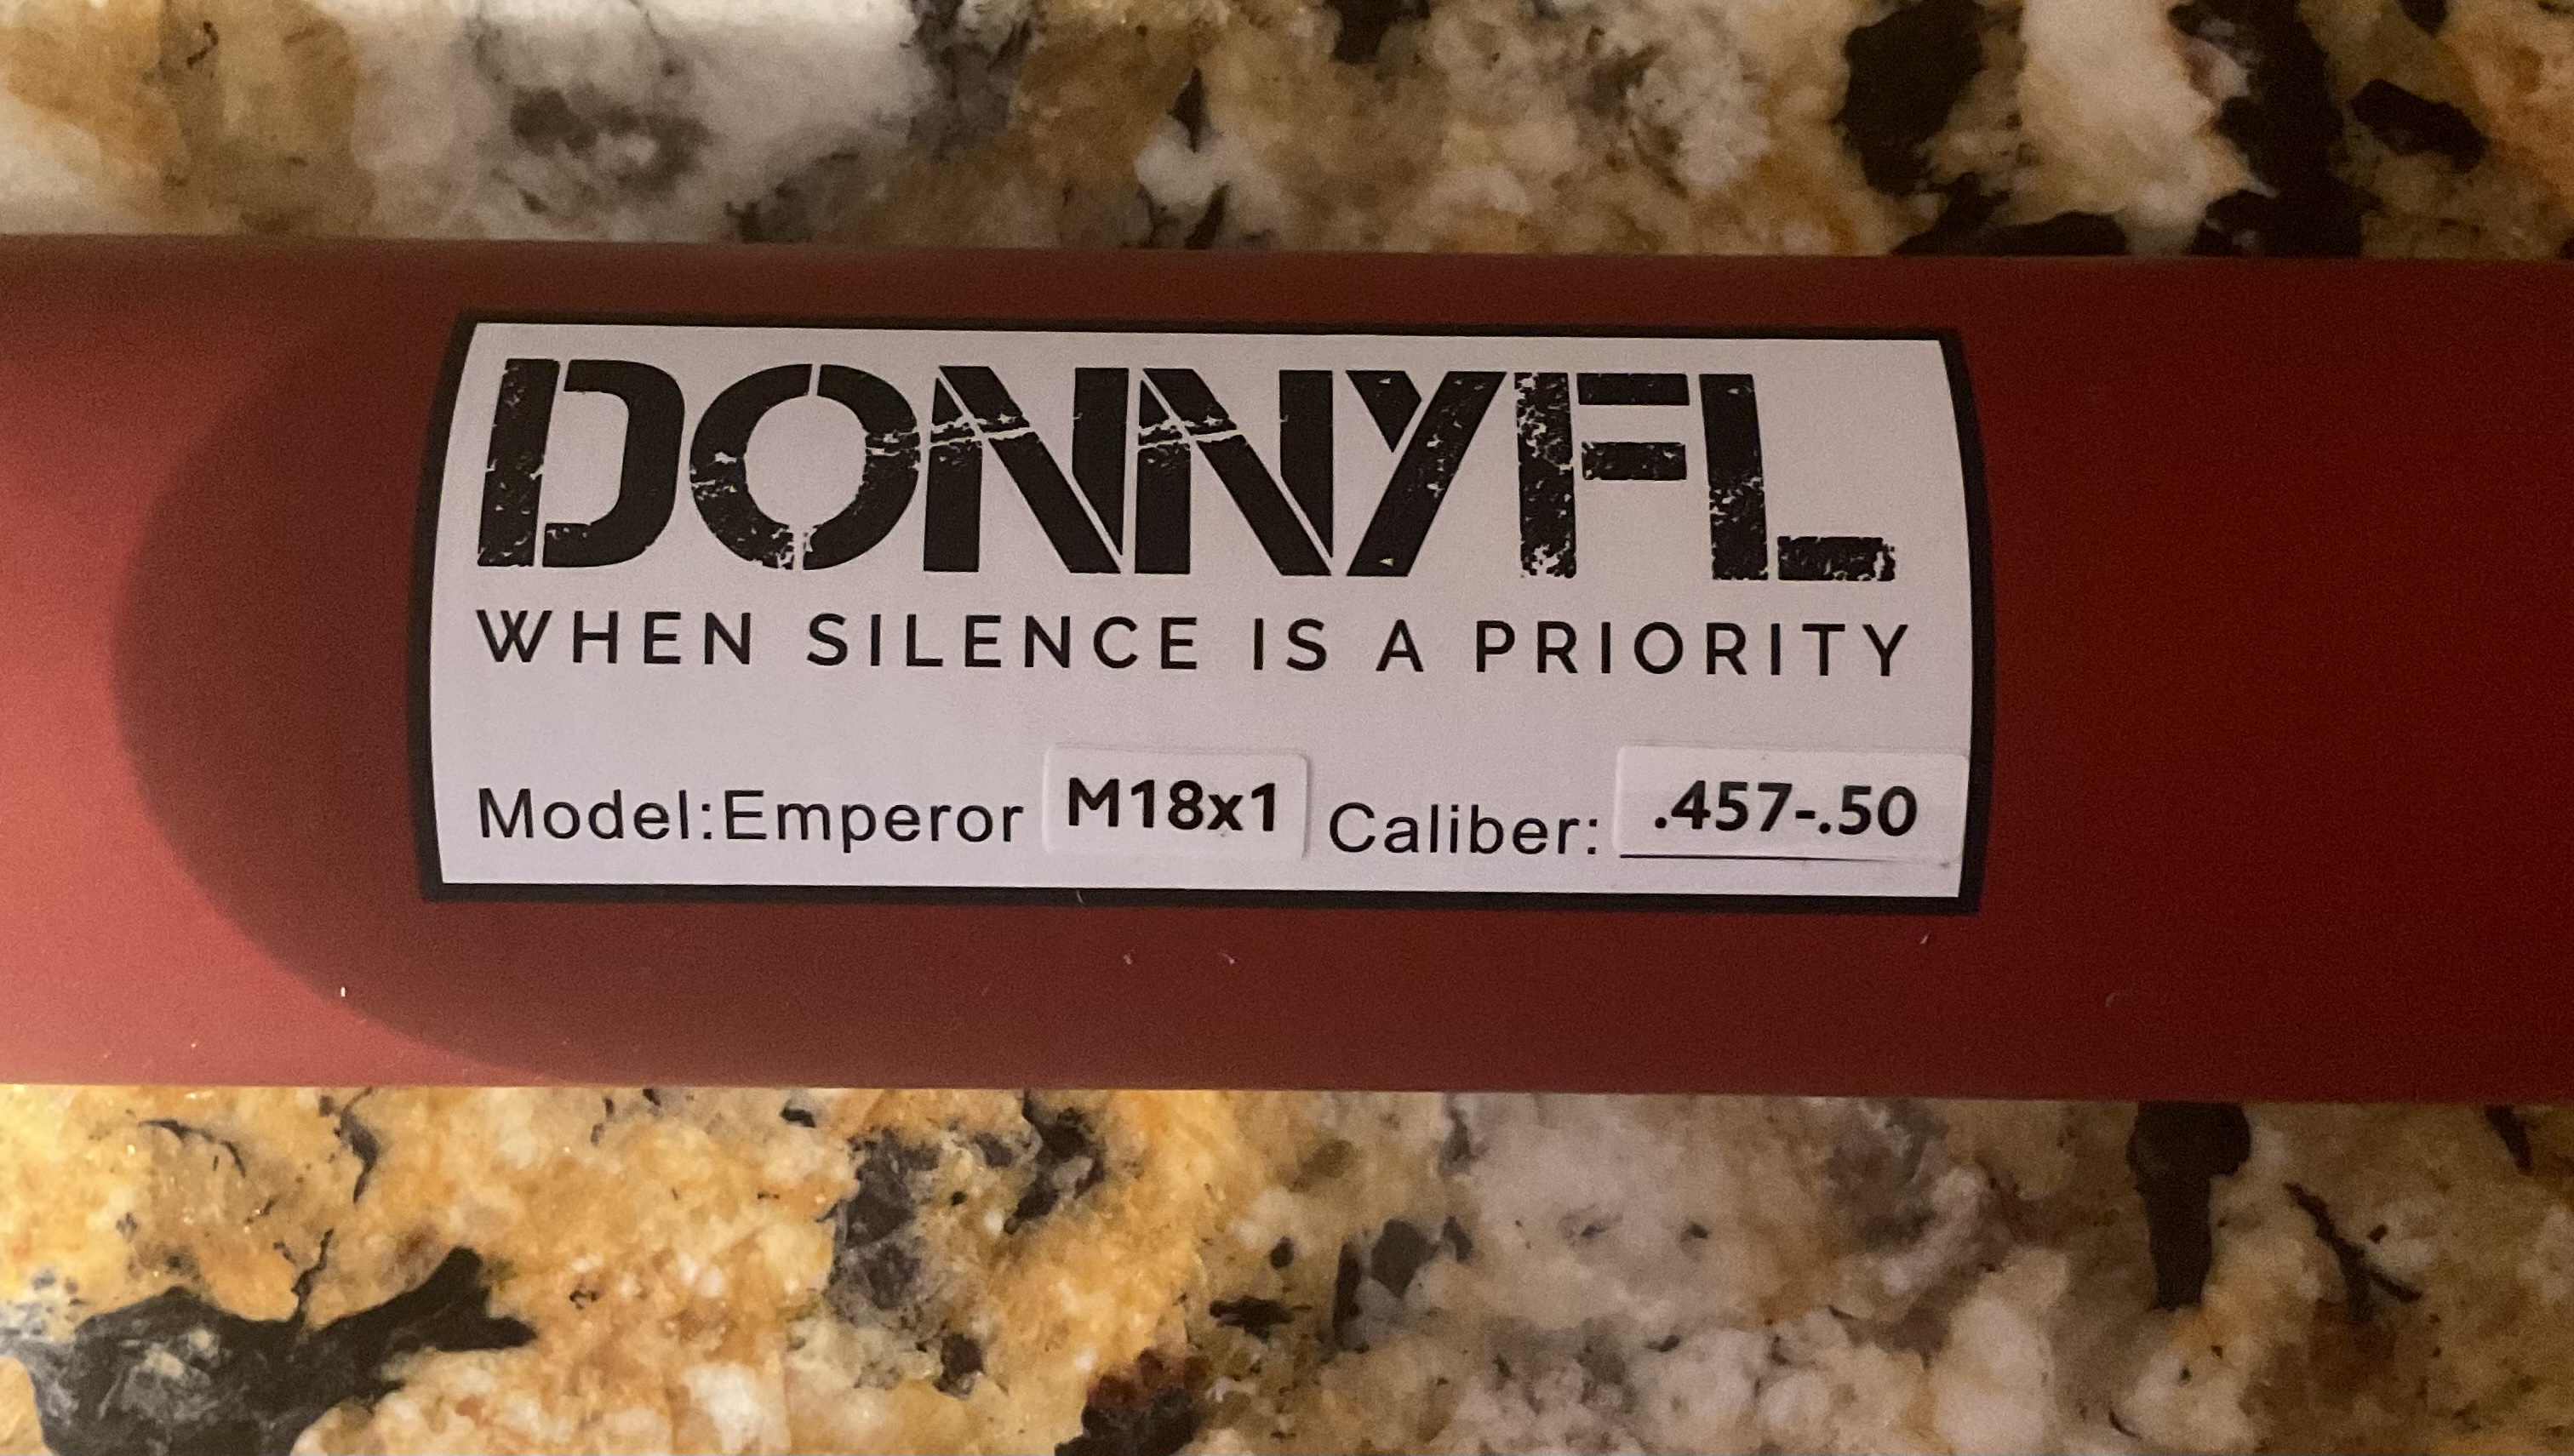 DONNYFL
WHEN SILENCE IS A PRIORITY
Model:Emperor M18x1 Caliber: .457-.50